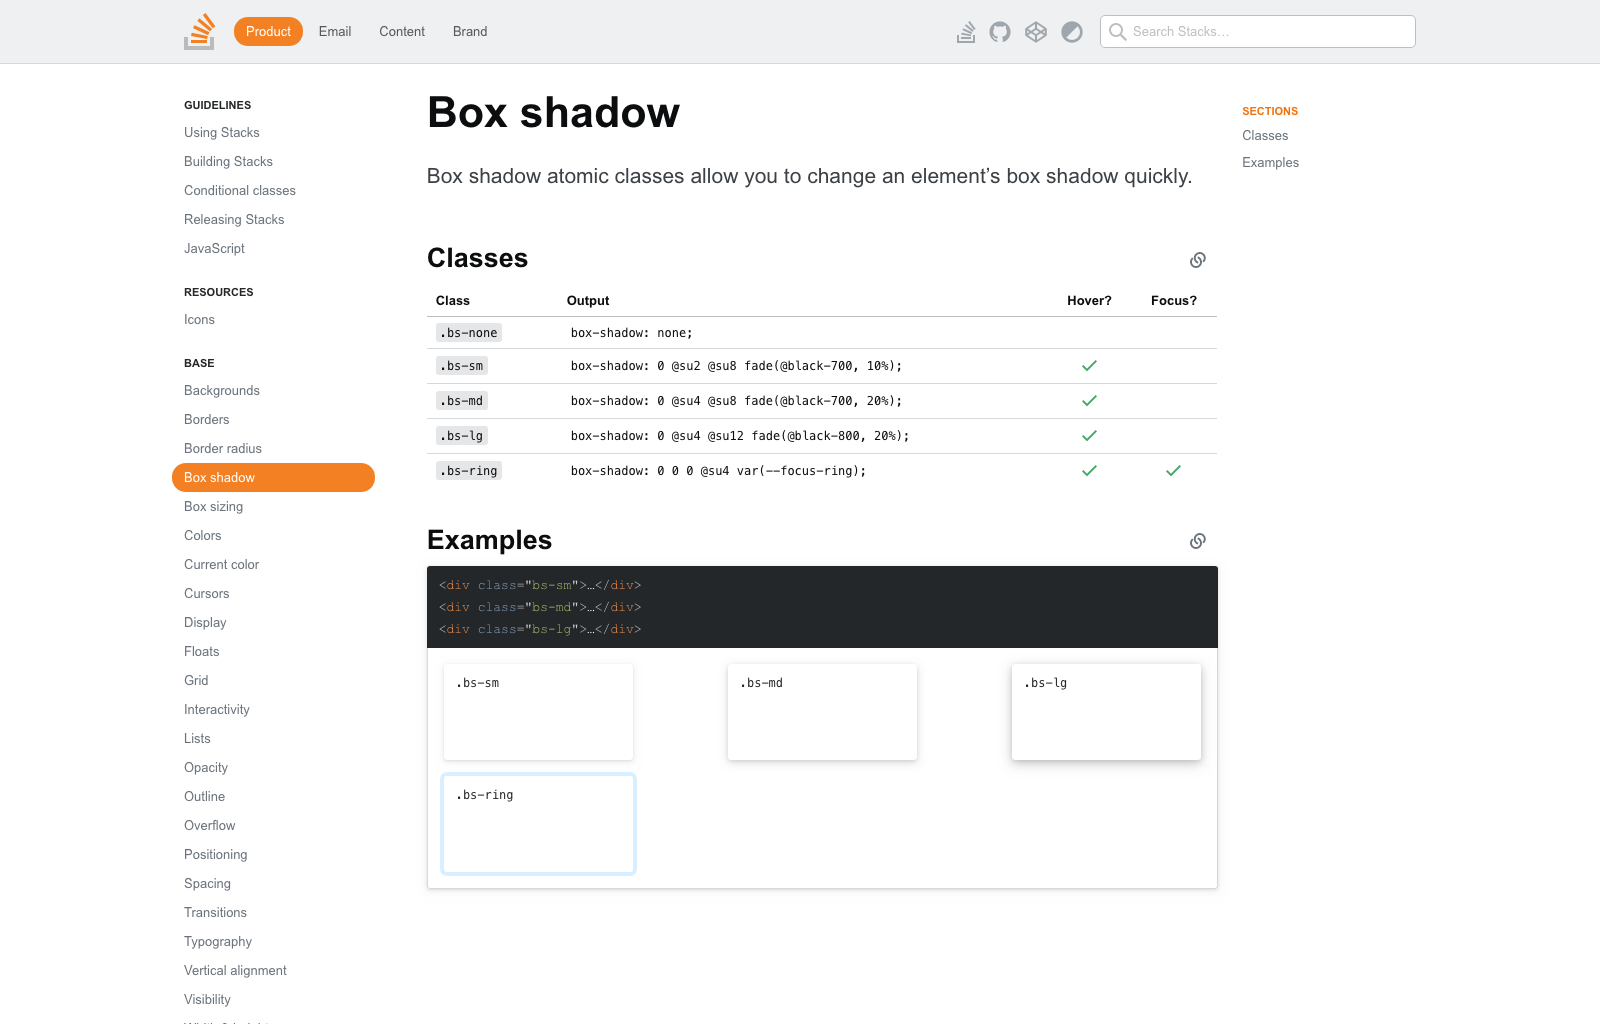 Product
Email
Content
Brand
Search Stacks…
GUIDELINES
Using Stacks
Building Stacks
Conditional classes
Releasing Stacks
JavaScript
RESOURCES
Icons
BASE
Backgrounds
Borders
Border radius
Box shadow
Box sizing
Colors
Current color
Cursors
Display
Floats
Grid
Interactivity
Lists
Opacity
Outline
Overflow
Positioning
Spacing
Transitions
Typography
Vertical alignment
Visibility
Box shadow
Box shadow atomic classes allow you to change an element’s box shadow quickly.
Classes
Class Output Hover? Focus?
.bs-none box-shadow: none;
.bs-sm box-shadow: 0 @su2 @su8 fade(@black-700, 10%);
.bs-md box-shadow: 0 @su4 @su8 fade(@black-700, 20%);
.bs-lg box-shadow: 0 @su4 @su12 fade(@black-800, 20%);
.bs-ring box-shadow: 0 0 0 @su4 var(--focus-ring);
Examples
<div class="bs-sm">…</div>
<div class="bs-md">…</div>
<div class="bs-lg">…</div>
.bs-sm
.bs-md
.bs-lg
.bs-ring
SECTIONS
Classes
Examples